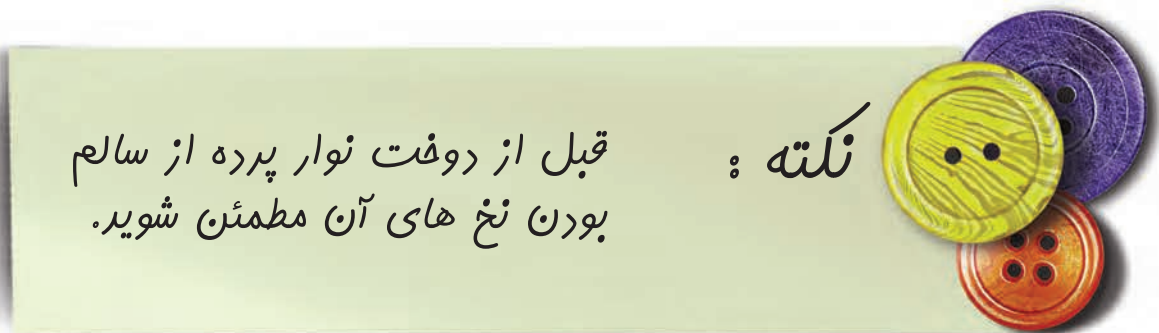 نکته :
قبل از دوخت نوار پرده از سالم
بودن نخ های آن مطمئن شوید.